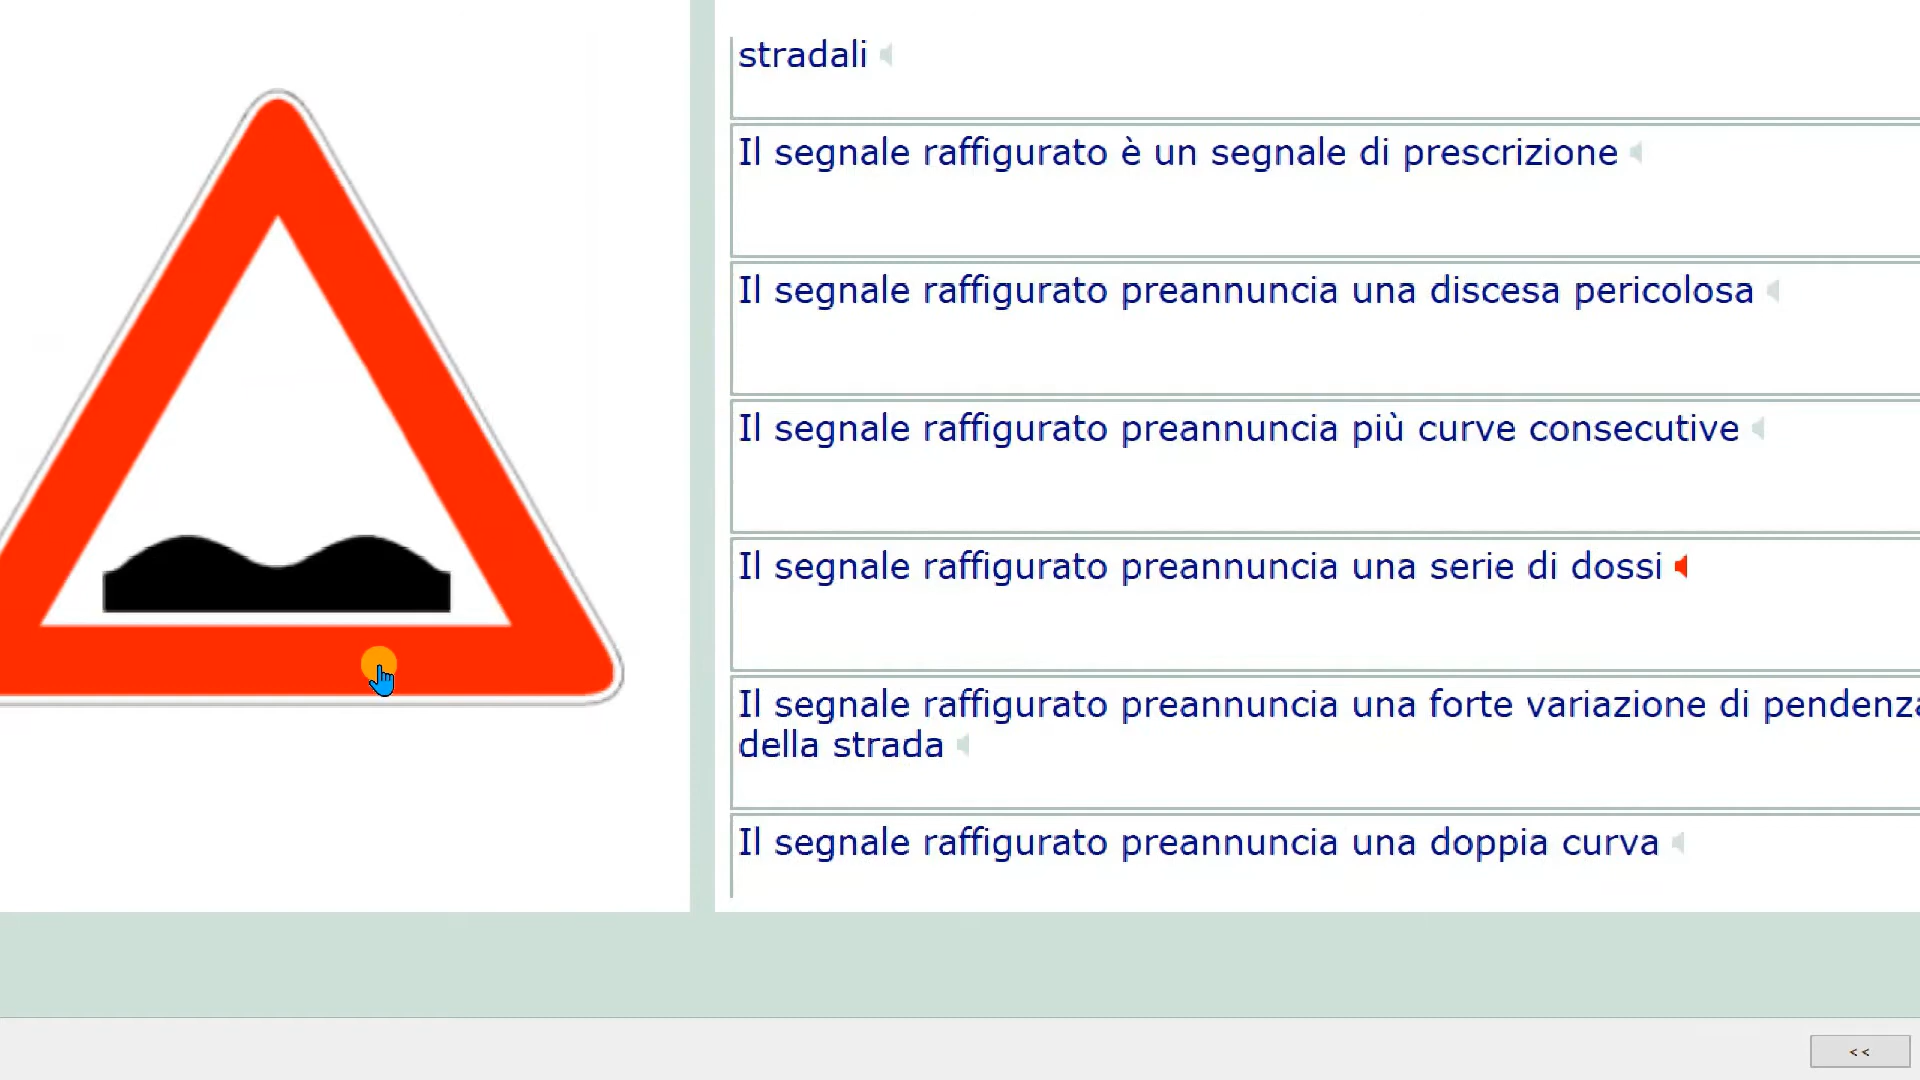 stradali
Il segnale raffigurato è un segnale di prescrizione
Il segnale raffigurato preannuncia una discesa pericolosa
Il segnale raffigurato preannuncia più curve consecutive
Il segnale raffigurato preannuncia una serie di dossi
Il segnale raffigurato preannuncia una forte variazione di pendenza
della strada
Il segnale raffigurato preannuncia una doppia curva
<<